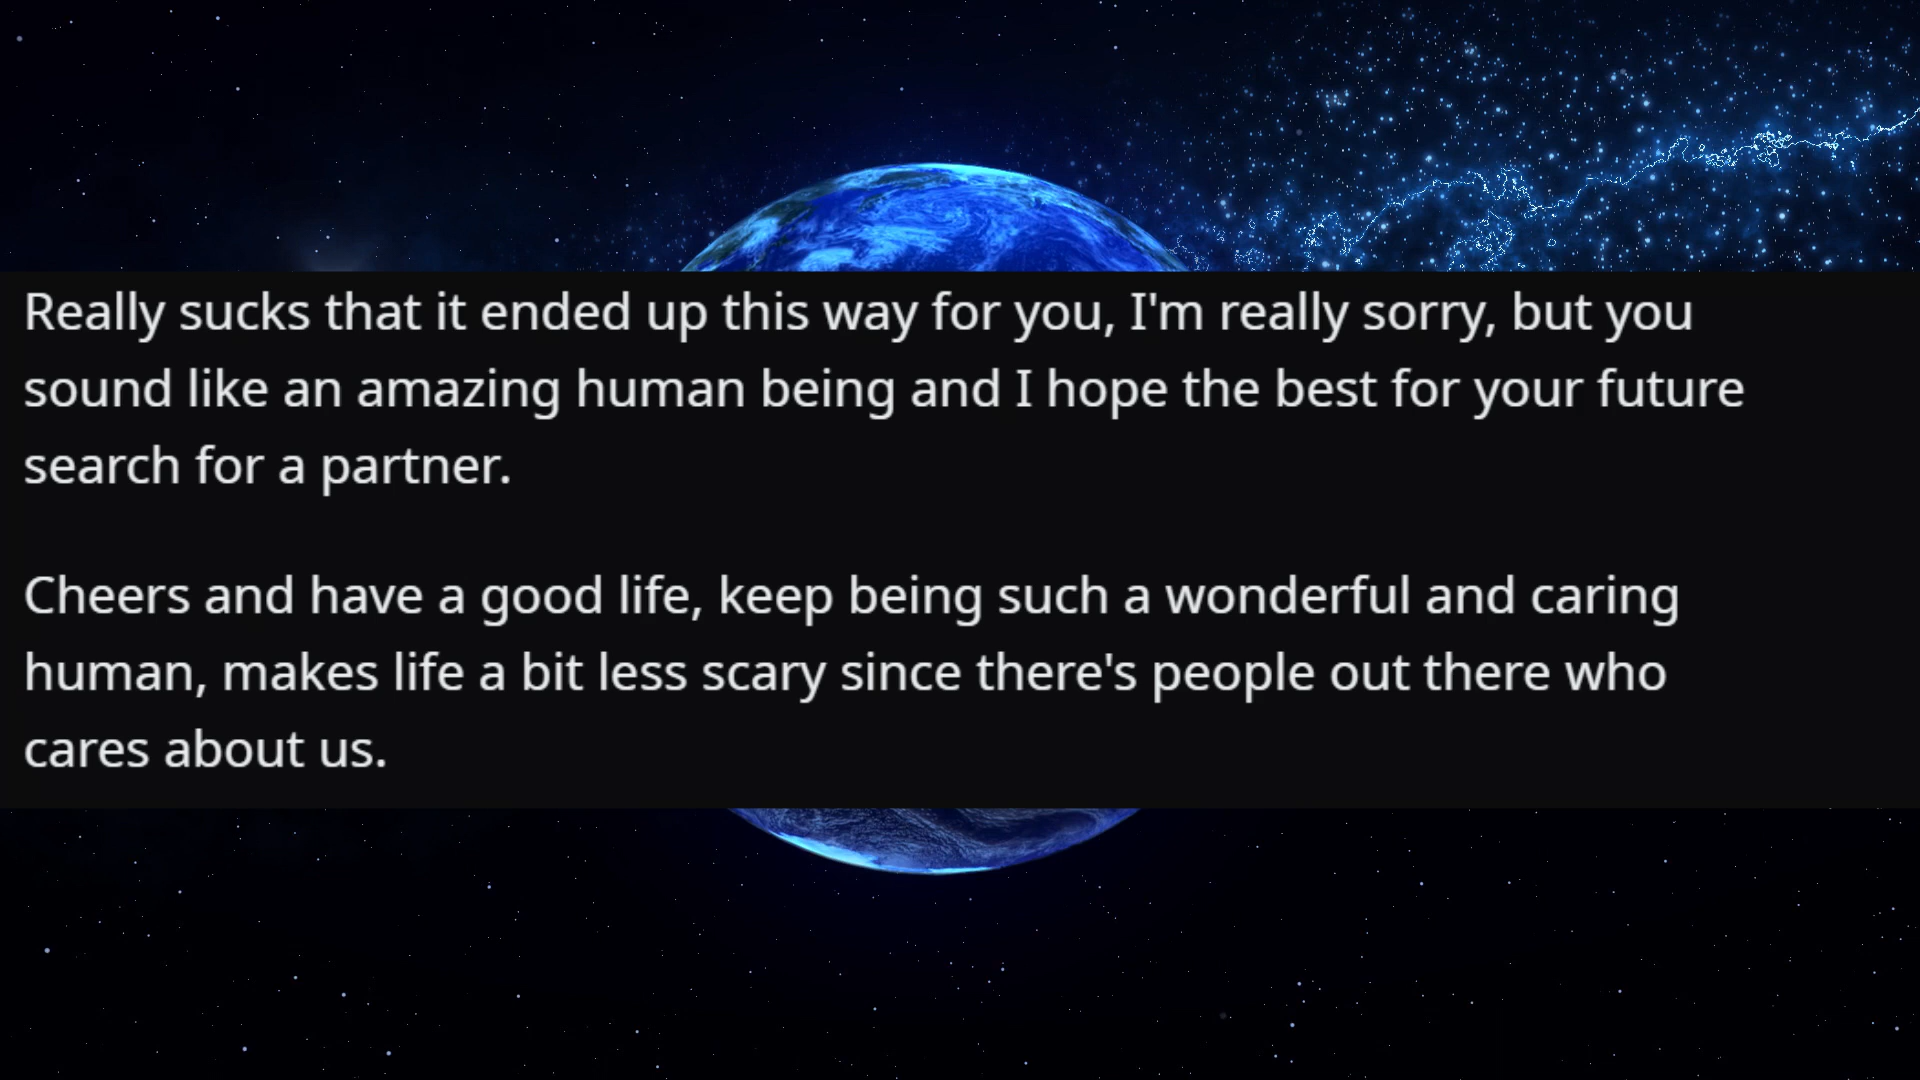 Really sucks that it ended up this way for you, I'm really sorry, but you
sound like an amazing human being and I hope the best for your future
search for a partner.
Cheers and have a good life, keep being such a wonderful and caring
human, makes life a bit less scary since there's people out there who
cares about us.